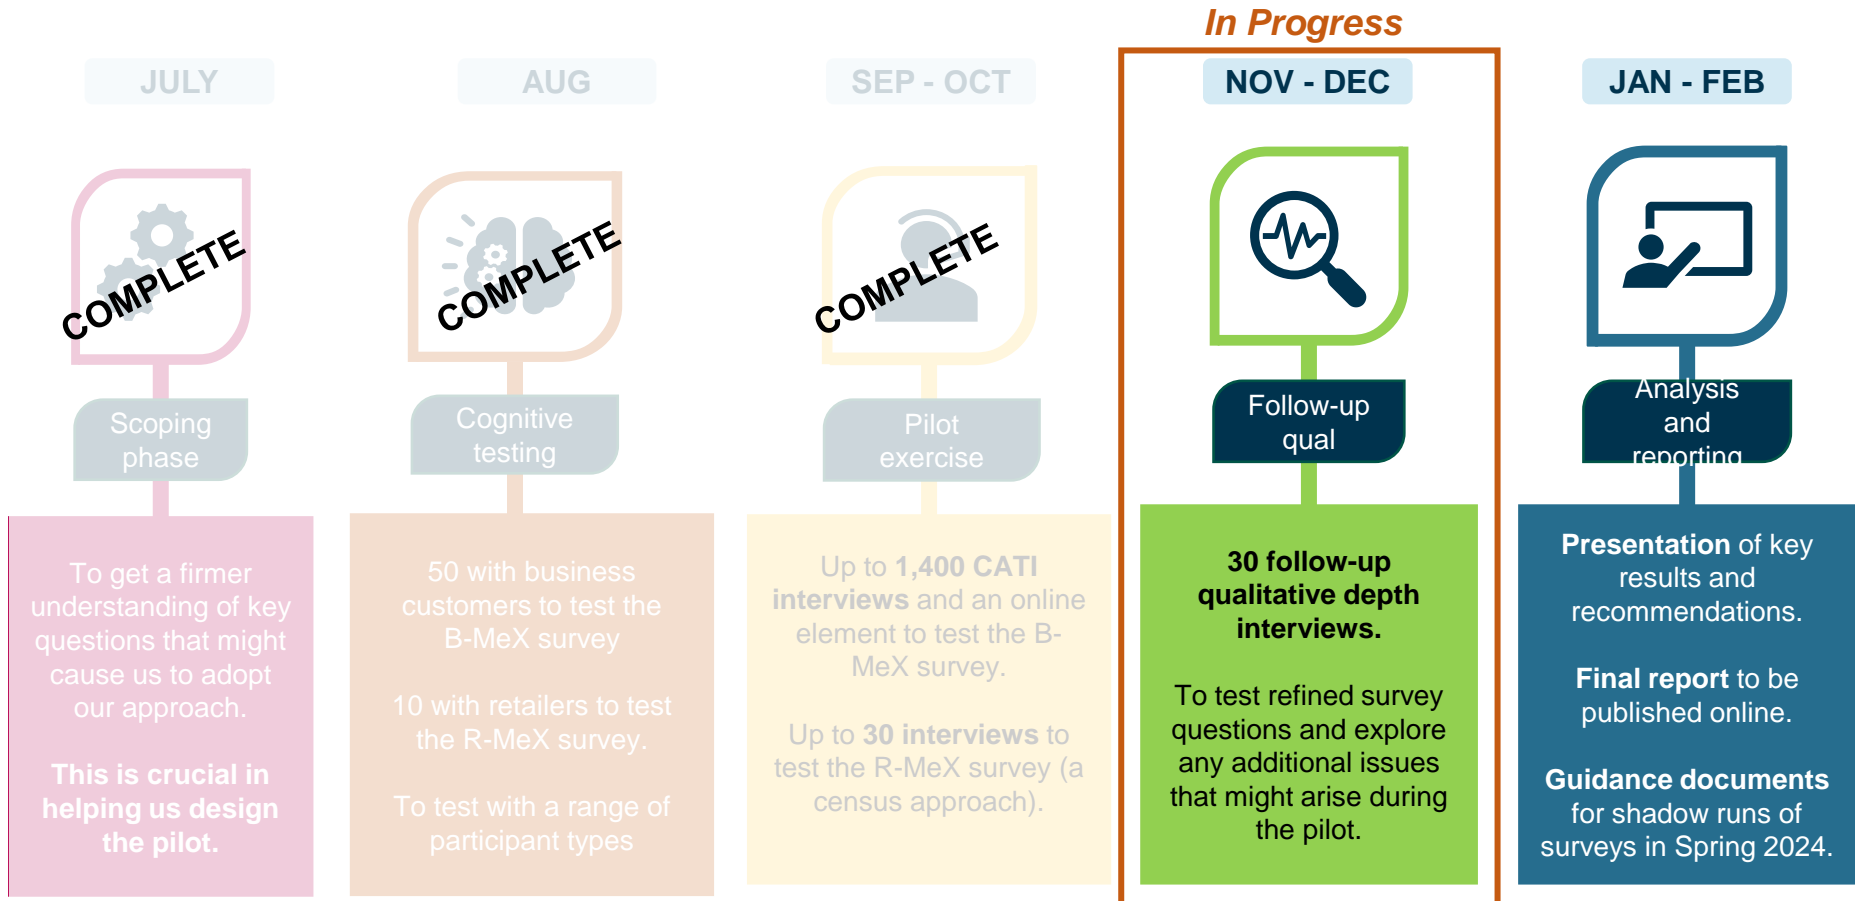 In Progress
JULY
AUG
SEP - OCT
NOV - DEC
JAN - FEB
COMPLETE
COMPLETE
COMPLETE
Scoping
phase
Cognitive
testing
Pilot
exercise
Follow-up
qual
Analysis
and
reporting
To get a firmer
understanding of key
questions that might
cause us to adopt
our approach.
This is crucial in
helping us design
the pilot.
50 with business
customers to test the
B-MeX survey
10 with retailers to test
the R-MeX survey.
To test with a range of
participant types
Up to 1,400 CATI
interviews and an online
element to test the B-
MeX survey.
Up to 30 interviews to
test the R-MeX survey (a
census approach).
30 follow-up
qualitative depth
interviews.
To test refined survey
questions and explore
any additional issues
that might arise during
the pilot.
Presentation of key
results and
recommendations.
Final report to be
published online.
Guidance documents
for shadow runs of
surveys in Spring 2024.